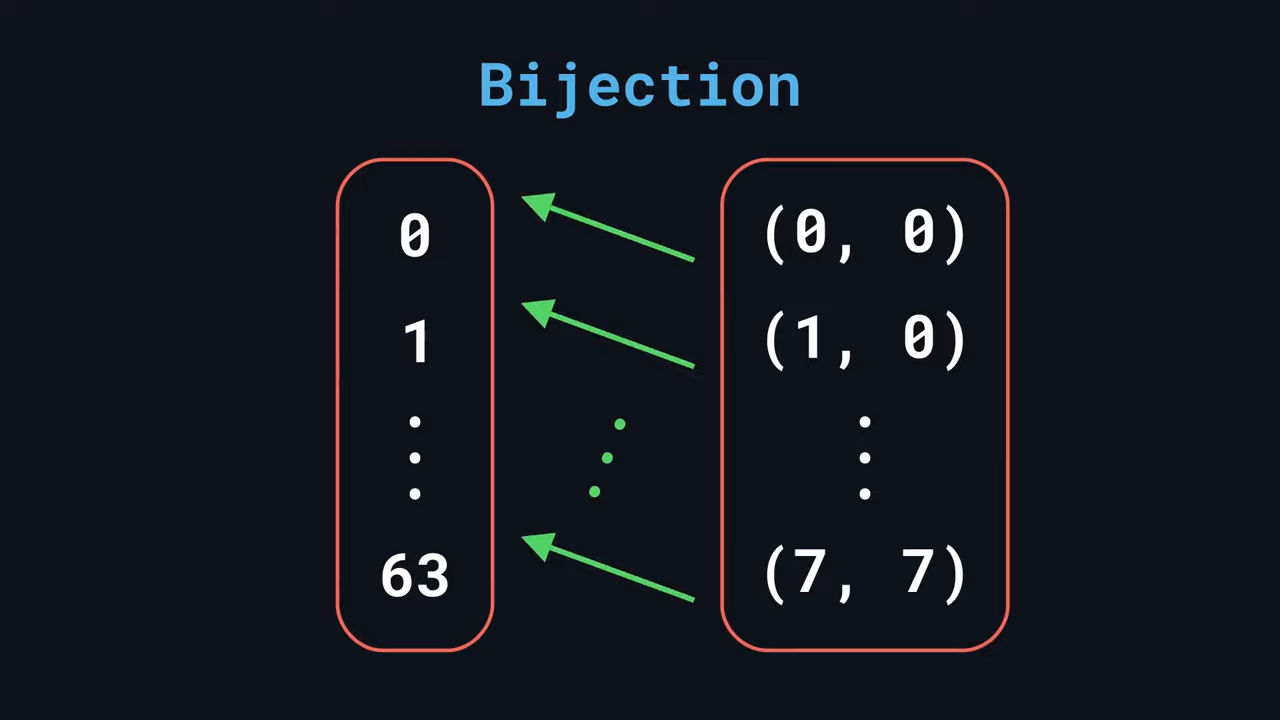 Bijection
0 (0, 0)
1 (1, 0)
63 (7, 7)